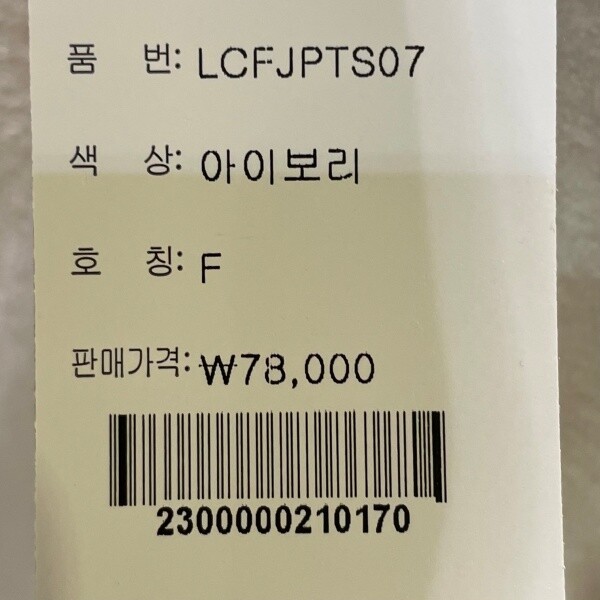 품 번: LCFJPTS07
색 상: 아이보리
호 칭: F
판매가격: ₩78,000
2300000210170